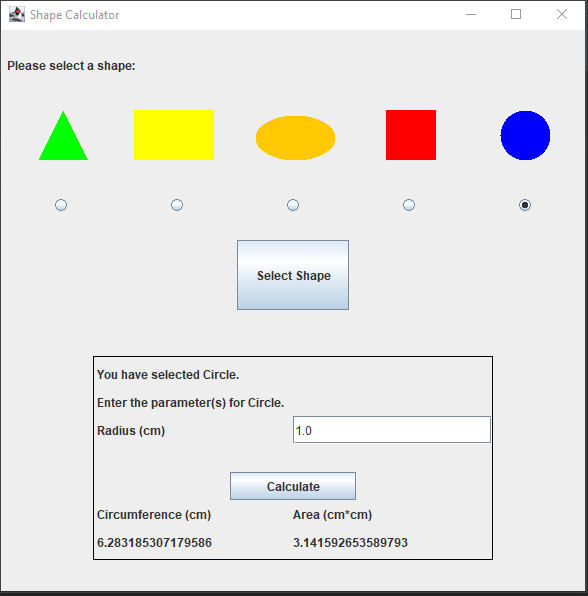 Shape Calculator
Please select a shape:
Select Shape
You have selected Circle.
Enter the parameter(s) for Circle.
Radius (cm) 1.0
Calculate
Circumference (cm) Area (cm*cm)
6.283185307179586 3.141592653589793